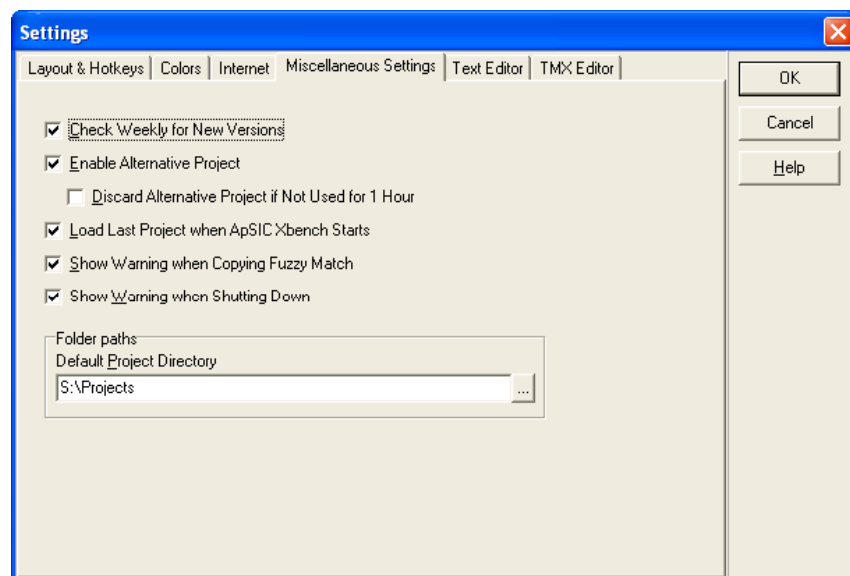 Settings
Layout & Hotkeys Colors Internet Miscellaneous Settings Text Editor TMX Editor
OK
Check Weekly for New Versions
Cancel
Enable Alternative Project
Help
Discard Alternative Project if Not Used for 1 Hour
Load Last Project when ApSIC Xbench Starts
Show Warning when Copying Fuzzy Match
Show Warning when Shutting Down
Folder paths
Default Project Directory
S:\Projects
...